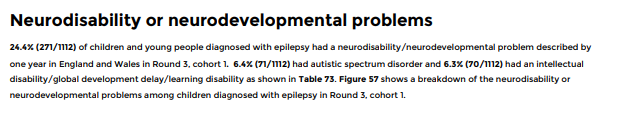 Neurodisability or neurodevelopmental problems
24.4% (271/1112) of children and young people diagnosed with epilepsy had a neurodisability/neurodevelopmental problem described by
one year in England and Wales in Round 3, cohort 1. 6.4% (71/1112) had autistic spectrum disorder and 6.3% (70/1112) had an intellectual
disability/global development delay/learning disability as shown in Table 73. Figure 57 shows a breakdown of the neurodisability or
neurodevelopmental problems among children diagnosed with epilepsy in Round 3, cohort 1.